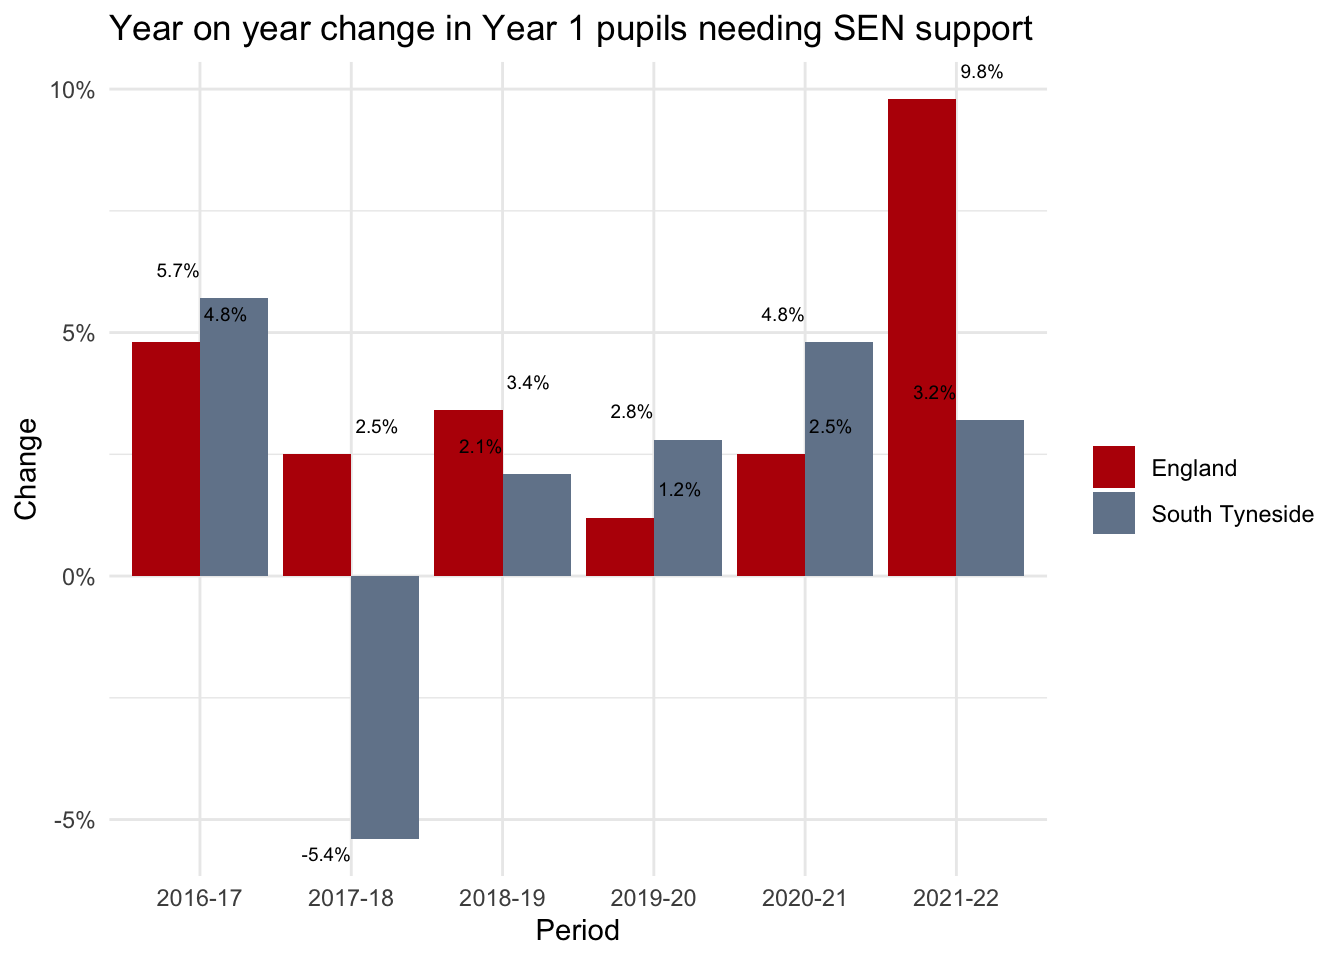 Year on year change in Year 1 pupils needing SEN support
9.8%
10%
5.7%
4.8%
4.8%
5%
3.4%
3.2%
2.8%
2.5%
2.5%
2.1%
1.2%
Change
England
South Tyneside
0%
-5%
-5.4%
2016-17 2017-18 2018-19 2019-20 2020-21 2021-22
Period